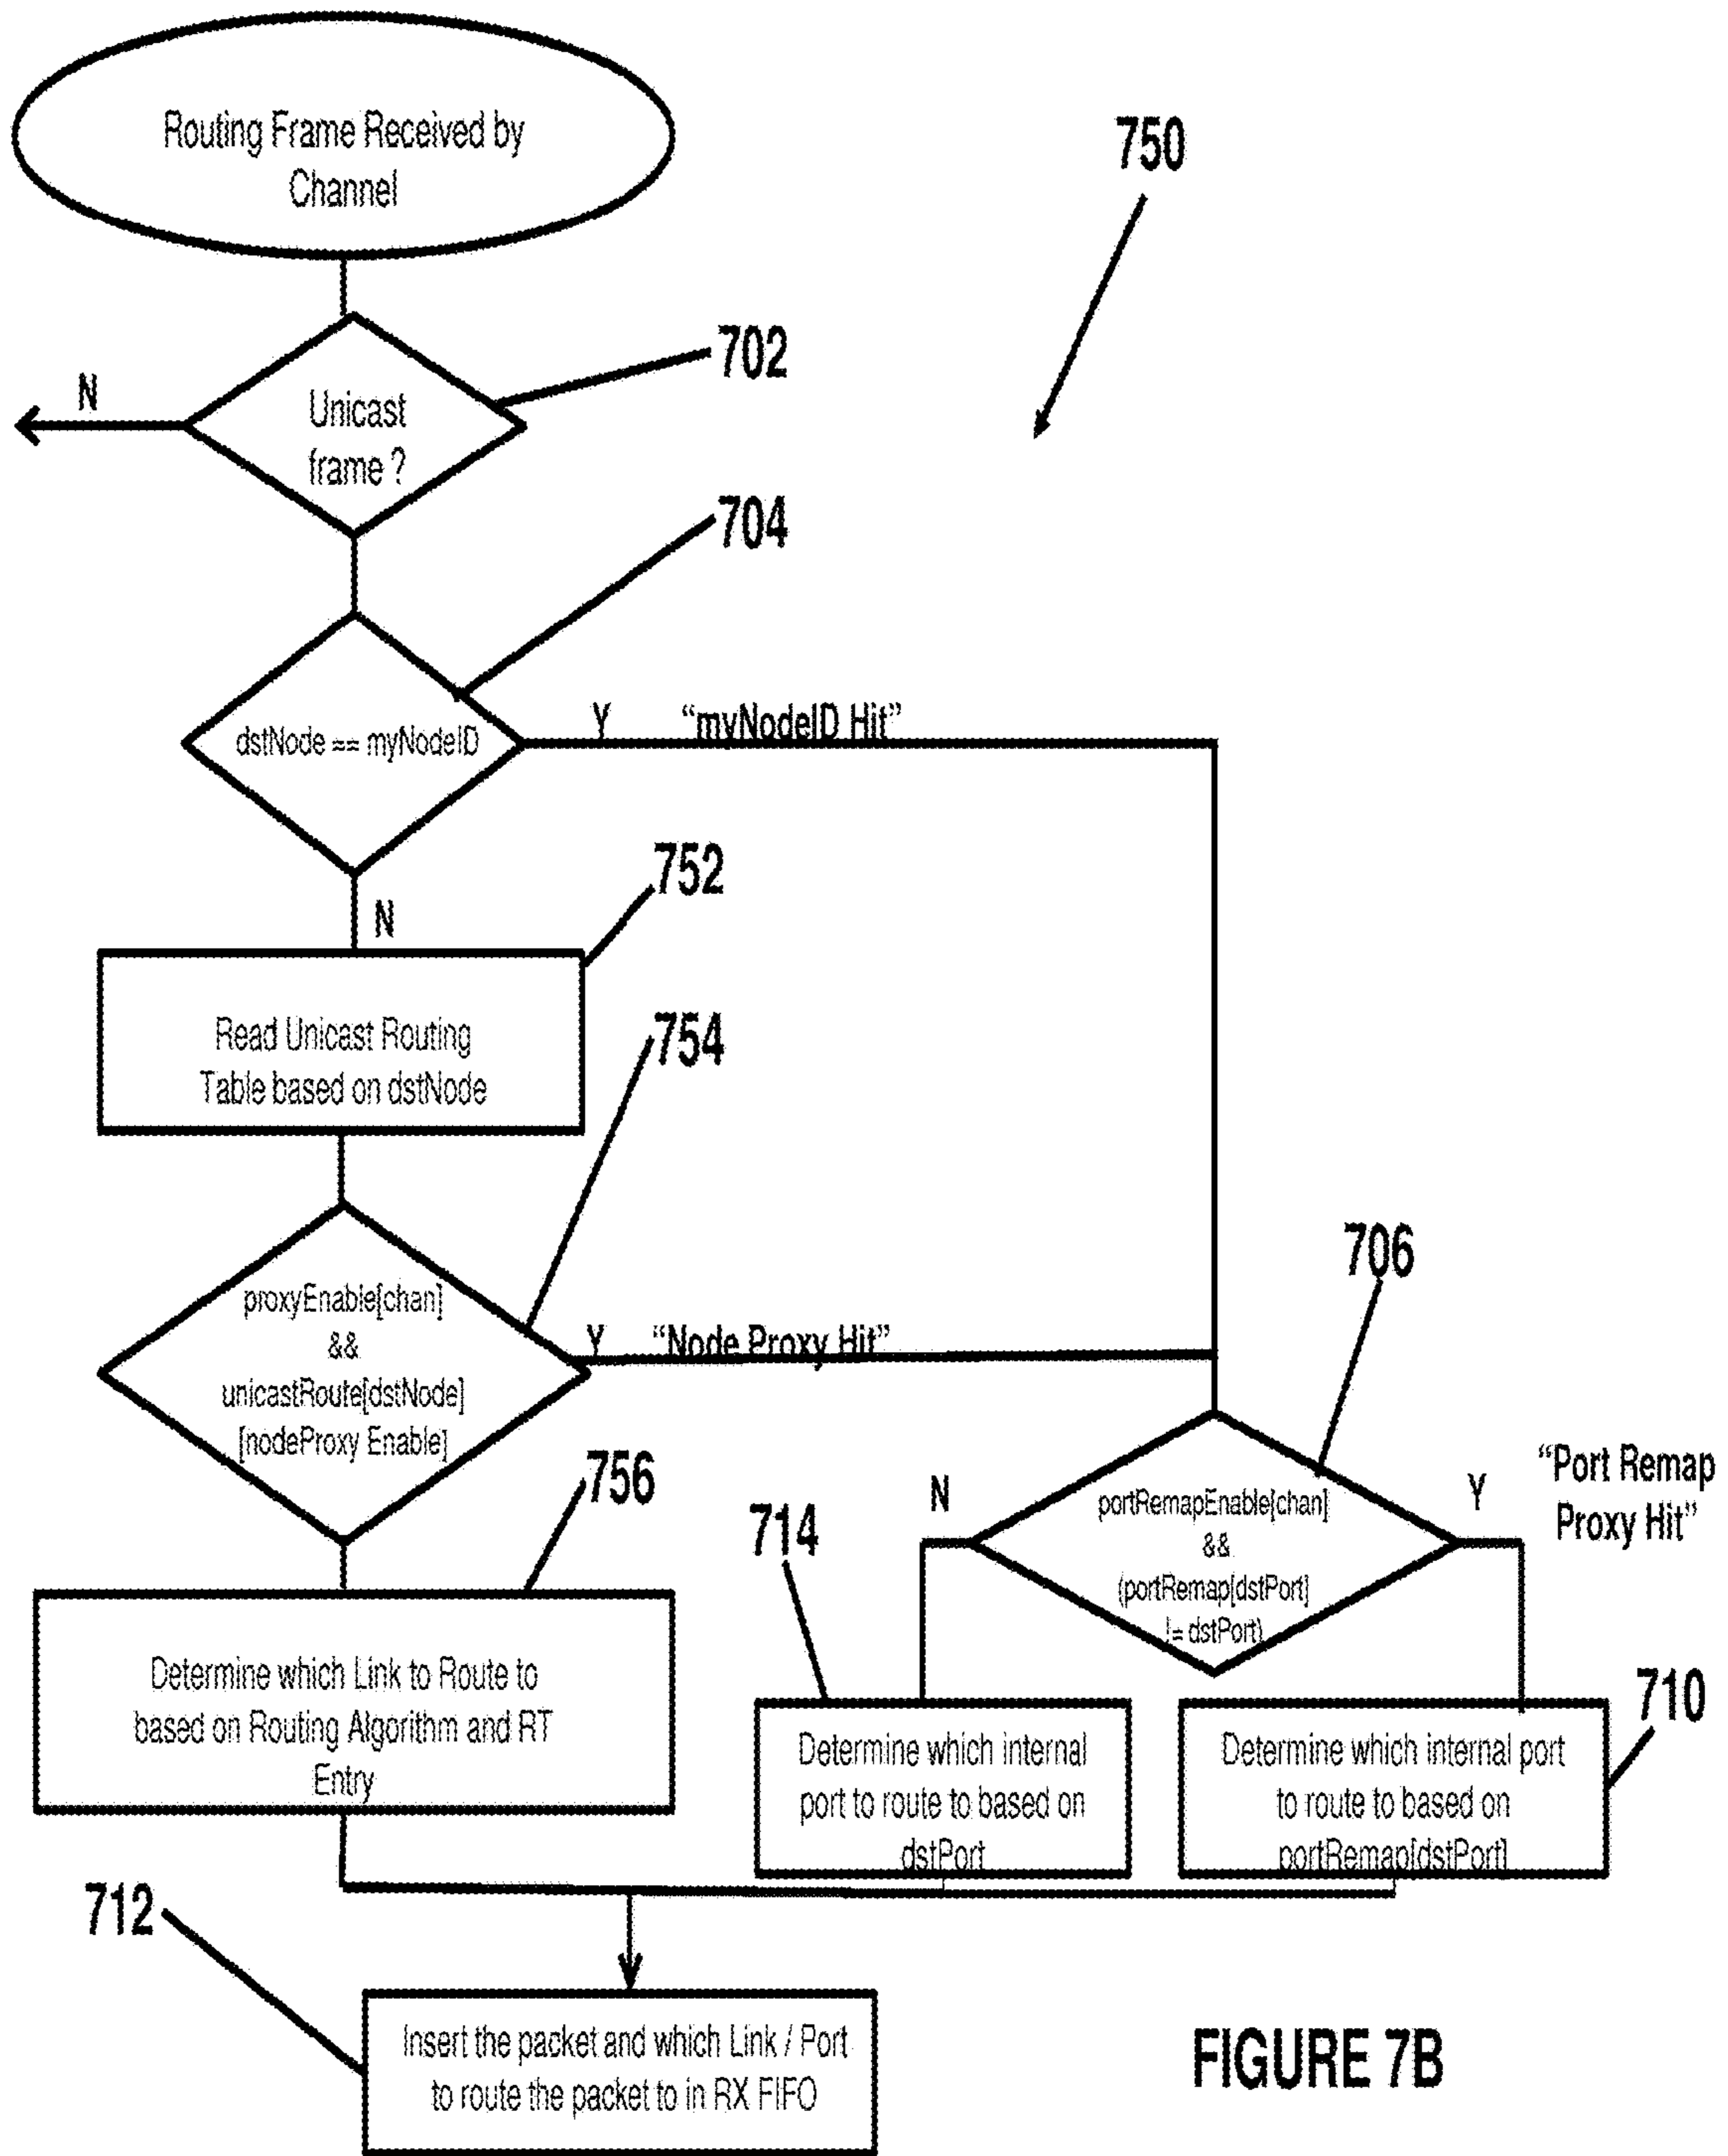 Routing Frame Received by
Channel
750
702
N
Unicast
frame ?
704
dstNode == myNodeID
Y
“myNodeID Hit”
752
N
Read Unicast Routing
Table based on dstNode
754
706
proxyEnable[chan]
&&
unicastRoute[dstNode]
[nodeProxy Enable]
Y
“Node Proxy Hit”
756
N
portRemapEnable[chan]
&&
(portRemap[dstPort]
!= dstPort)
Y
“Port Remap
Proxy Hit”
714
710
Determine which Link to Route to
based on Routing Algorithm and RT
Entry
Determine which internal
port to route to based on
dstPort
Determine which internal port
to route to based on
portRemap[dstPort]
712
Insert the packet and which Link / Port
to route the packet to in RX FIFO
FIGURE 7B